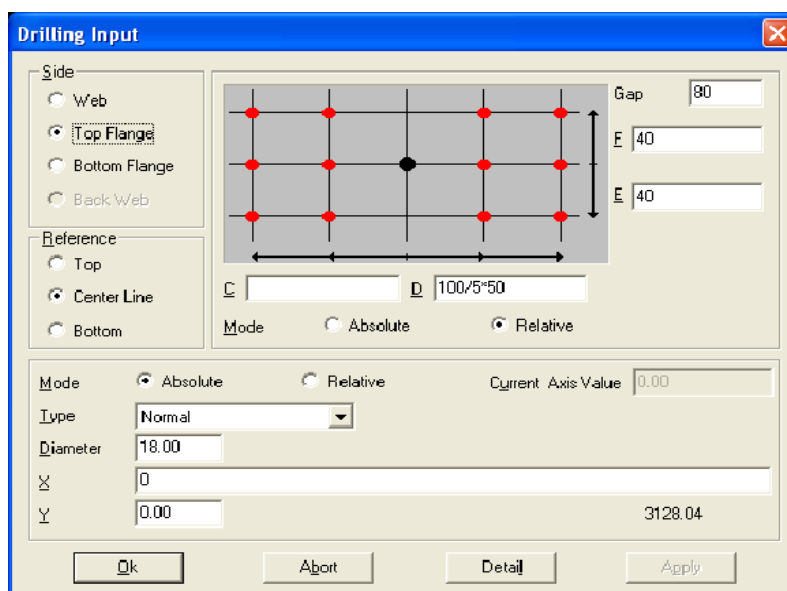 Drilling Input
Side
Web
Top Flange
Bottom Flange
Back Web
Reference
Top
Center Line
Bottom
Gap 80
F 40
E 40
C
D 100/5*50
Mode Absolute Relative
Mode Absolute Relative
Current Axis Value 0.00
Type Normal
Diameter 18.00
X 0
Y 0.00
3128.04
Ok Abort Detail Apply